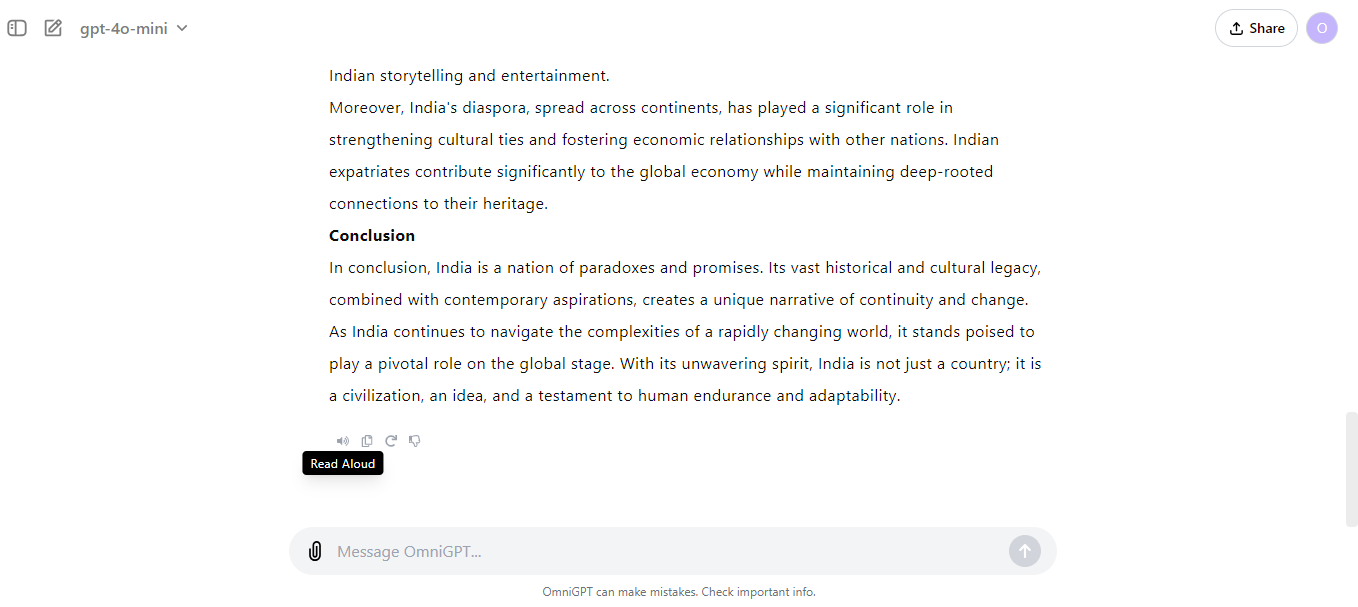 gpt-4o-mini
Share
O
Indian storytelling and entertainment.
Moreover, India's diaspora, spread across continents, has played a significant role in
strengthening cultural ties and fostering economic relationships with other nations. Indian
expatriates contribute significantly to the global economy while maintaining deep-rooted
connections to their heritage.
Conclusion
In conclusion, India is a nation of paradoxes and promises. Its vast historical and cultural legacy,
combined with contemporary aspirations, creates a unique narrative of continuity and change.
As India continues to navigate the complexities of a rapidly changing world, it stands poised to
play a pivotal role on the global stage. With its unwavering spirit, India is not just a country; it is
a civilization, an idea, and a testament to human endurance and adaptability.
Read Aloud
Message OmniGPT...
OmniGPT can make mistakes. Check important info.